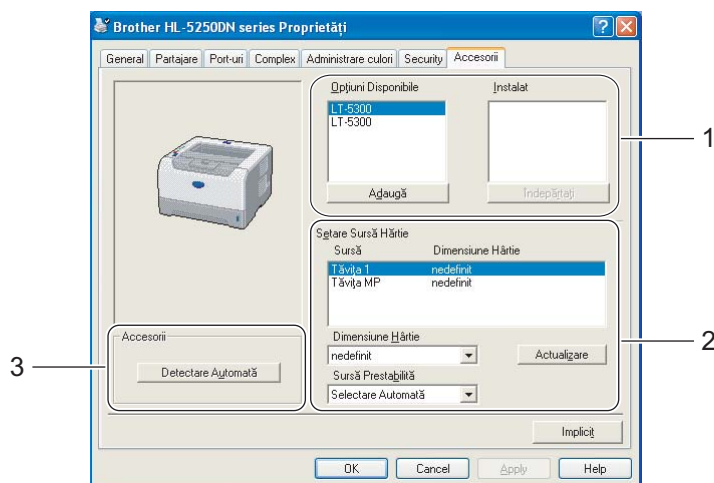 Brother HL-5250DN series Proprietăți
General Partajare Port-uri Complex Administrare culori Security Accesorii
Opțiuni Disponibile
LT-5300
LT-5300
Adaugă
Instalat
Îndepărtați
1
Setare Sursă Hârtie
Sursă Dimensiune Hârtie
Tăvița 1 nedefinit
Tăvița MP nedefinit
Dimensiune Hârtie
nedefinit
Actualizare
Sursă Prestabilită
Selectare Automată
2
Accesorii
Detectare Automată
3
Implicit
OK Cancel Apply Help